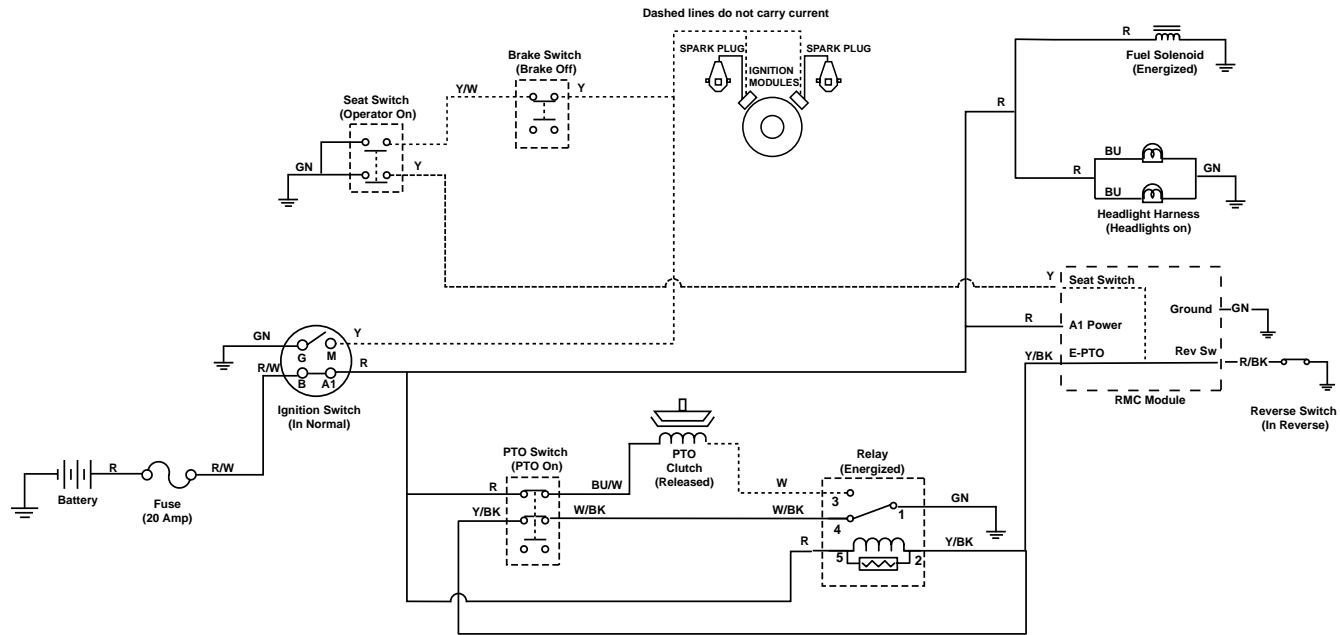 Dashed lines do not carry current
SPARK PLUG
SPARK PLUG
IGNITION
MODULES
R
Fuel Solenoid
(Energized)
Brake Switch
(Brake Off)
Y/W
Y
Seat Switch
(Operator On)
GN
Y
R
BU
R
BU
GN
Headlight Harness
(Headlights on)
Y
Seat Switch
Ground
GN
R
A1 Power
Y/BK
E-PTO
Rev Sw
R/BK
RMC Module
Reverse Switch
(In Reverse)
GN
G
M
Y
R/W
B
A1
R
Ignition Switch
(In Normal)
R
R/W
Battery
Fuse
(20 Amp)
PTO Switch
(PTO On)
R
BU/W
PTO
Clutch
(Released)
Relay
(Energized)
W
3
Y/BK
W/BK
W/BK
4
1
GN
R
5
2
Y/BK